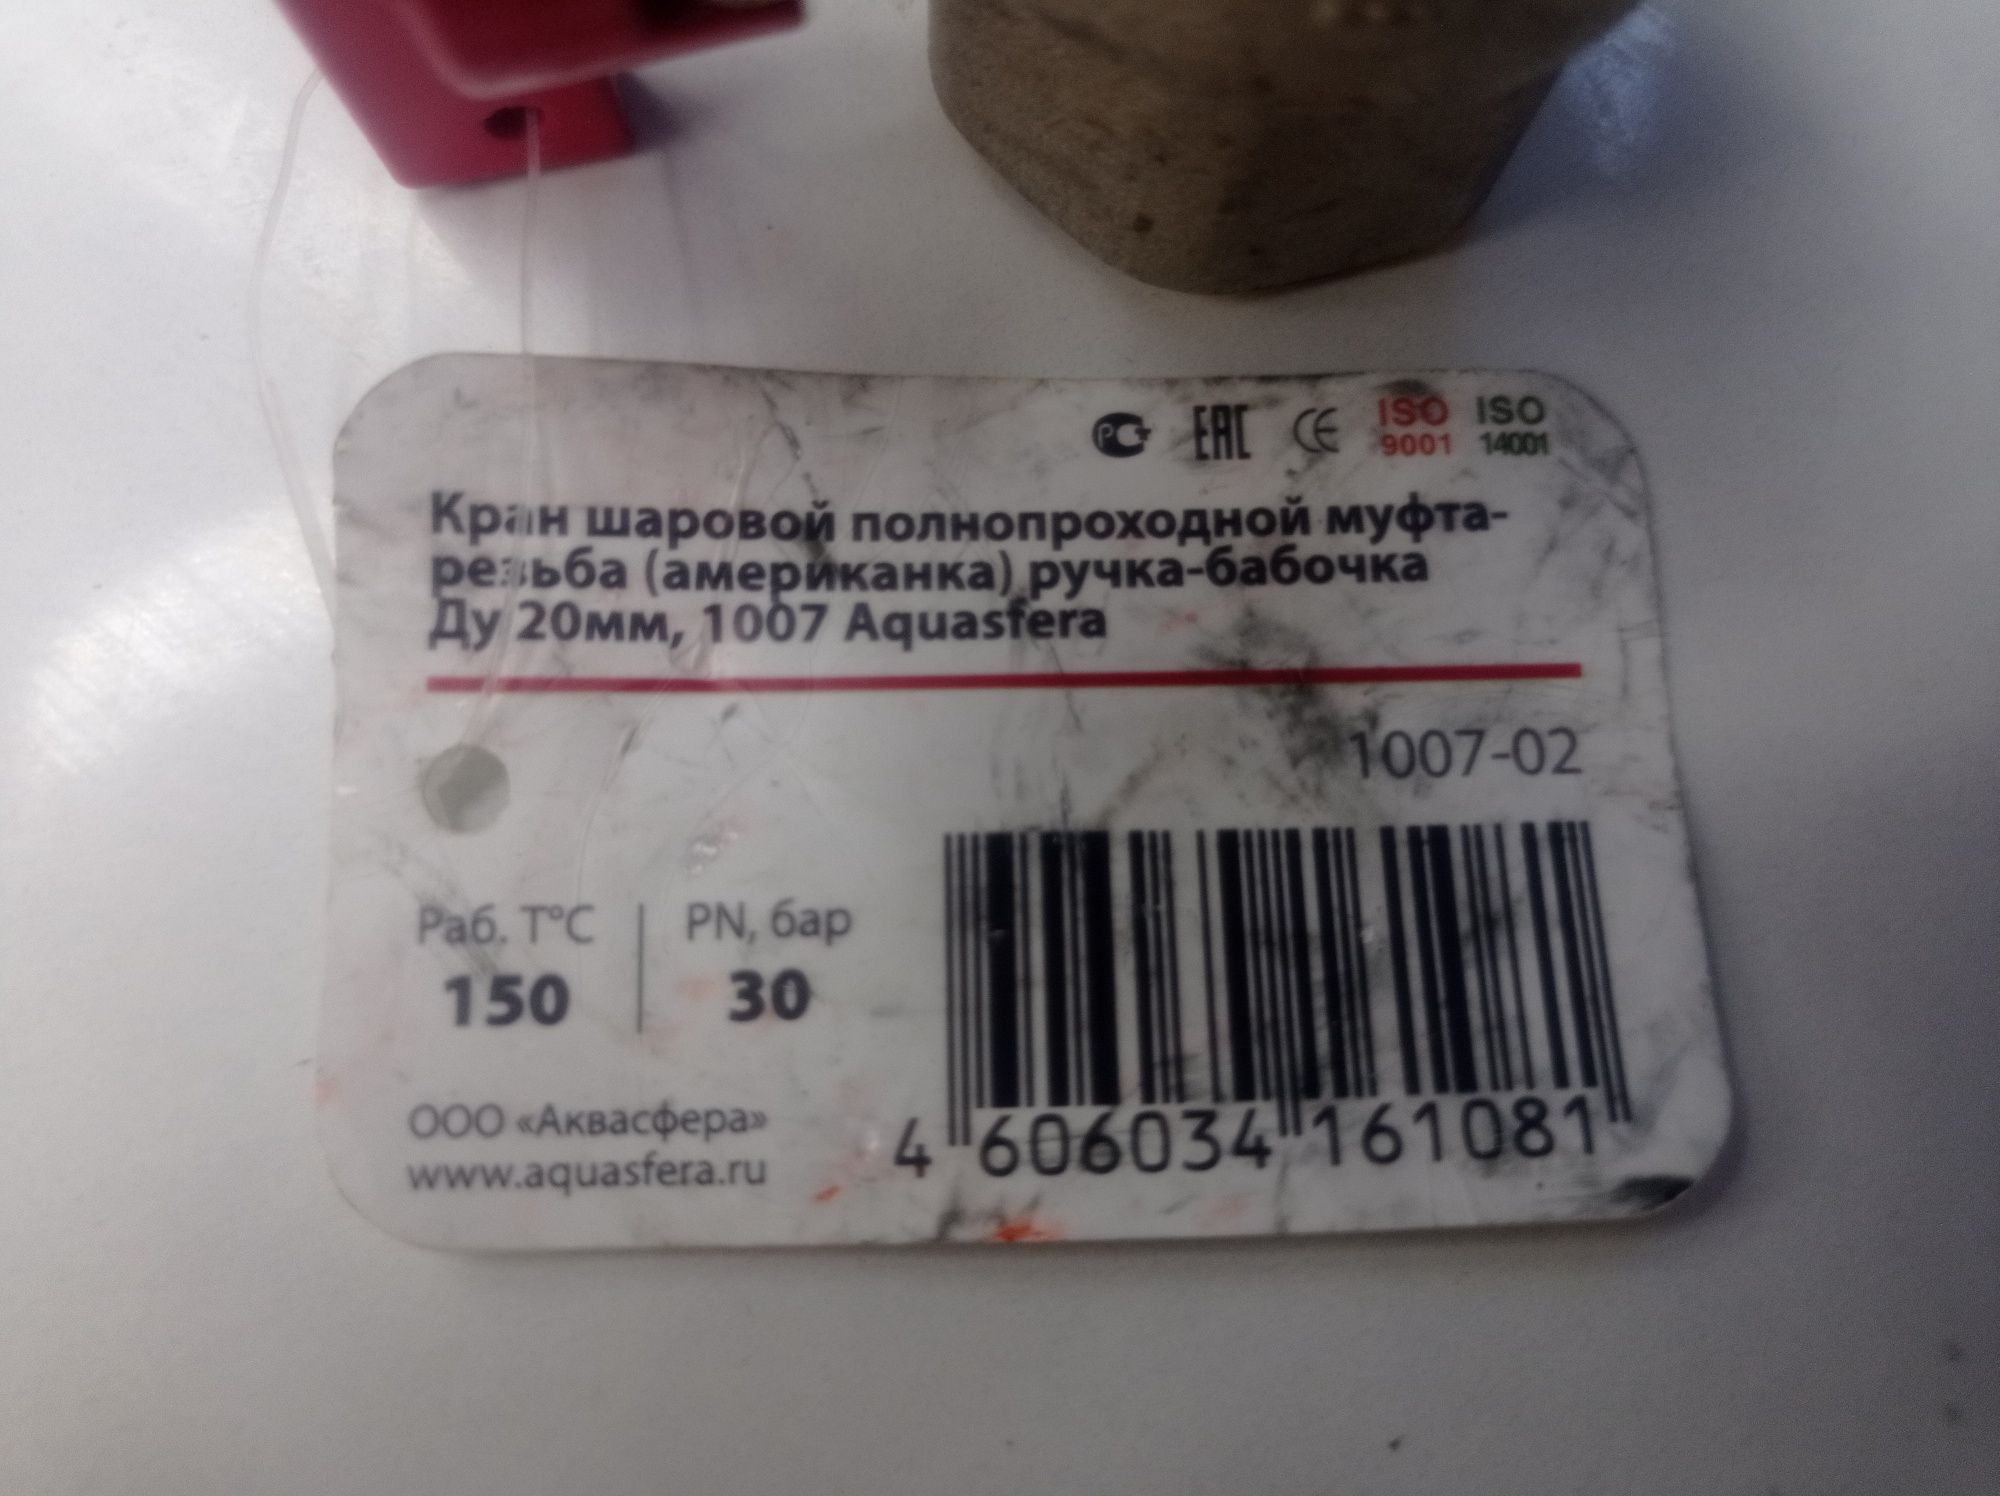 РСТ EAC CE ISO 9001 ISO 14001
Кран шаровой полнопроходной муфта-
резьба (американка) ручка-бабочка
Ду 20мм, 1007 Aquasfera
1007-02
Раб. T°C PN, бар
150 30
ООО «Аквасфера»
www.aquasfera.ru
4 606034 161081